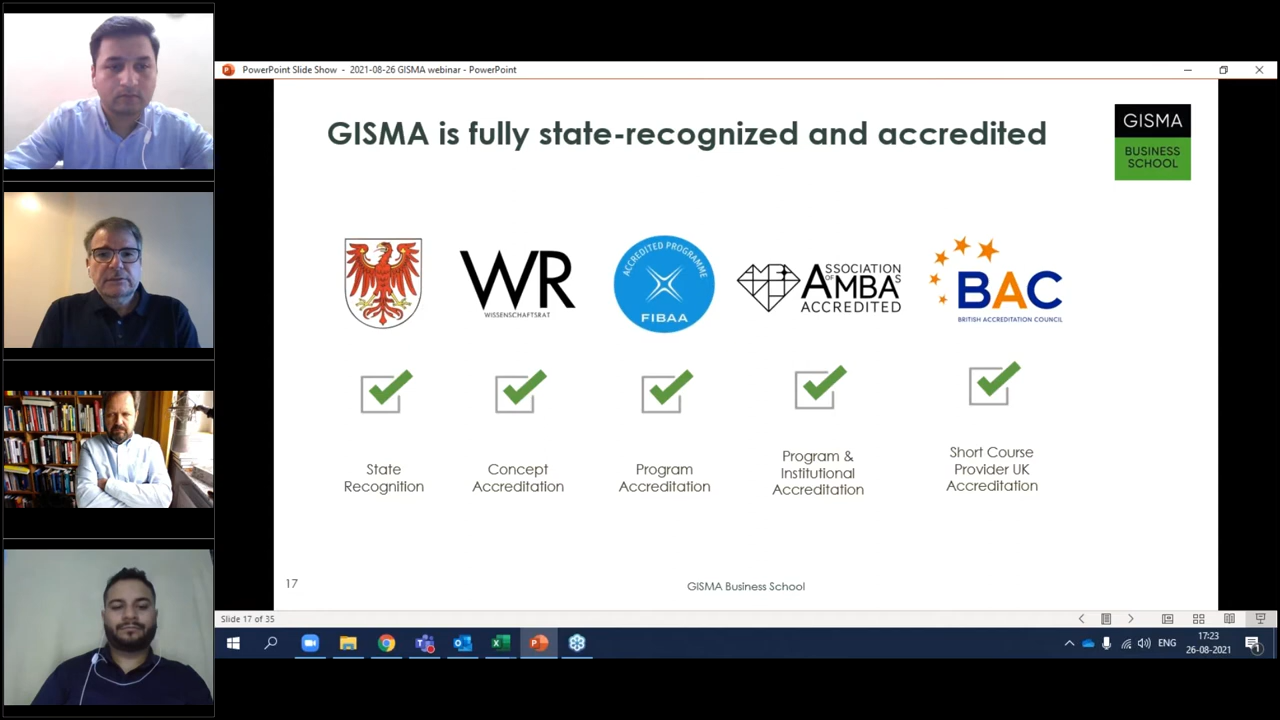 PowerPoint Slide Show - 2021-08-26 GISMA webinar - PowerPoint
GISMA is fully state-recognized and accredited
GISMA
BUSINESS
SCHOOL
WR
WISSENSCHAFTSRAT
ACCREDITED PROGRAMME
FIBAA
ASSOCIATION
OF
AMBAS
ACCREDITED
BAC
BRITISH ACCREDITATION COUNCIL
State
Recognition
Concept
Accreditation
Program
Accreditation
Program &
Institutional
Accreditation
Short Course
Provider UK
Accreditation
17
GISMA Business School
Slide 17 of 35
ENG
17:23
26-08-2021
1